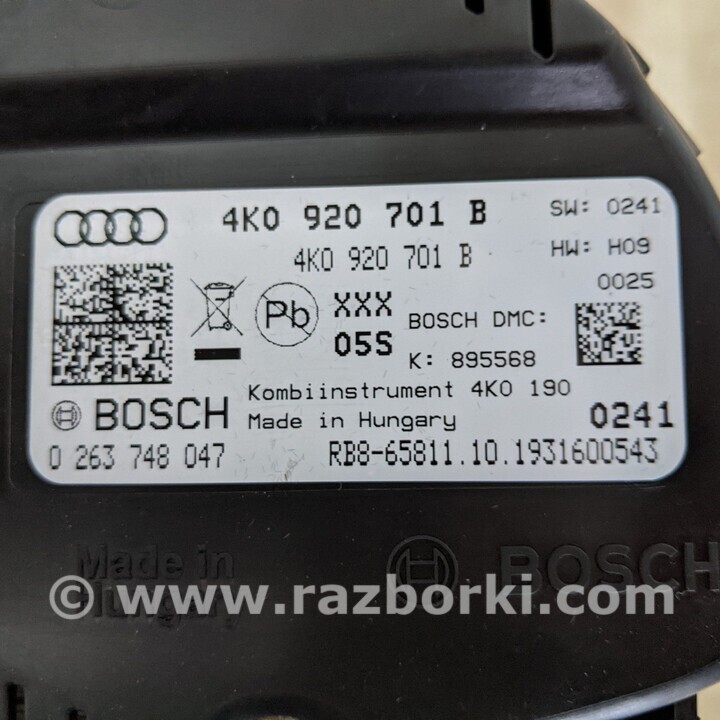 4K0 920 701 B SW: 0241
4K0 920 701 B HW: H09
0025
Pb XXX BOSCH DMC:
05S K: 895568
Kombiinstrument 4K0 190
BOSCH Made in Hungary 0241
0 263 748 047 RB8-65811.10.1931600543
Made in
Hungary
BOSCH
© www.razborki.com